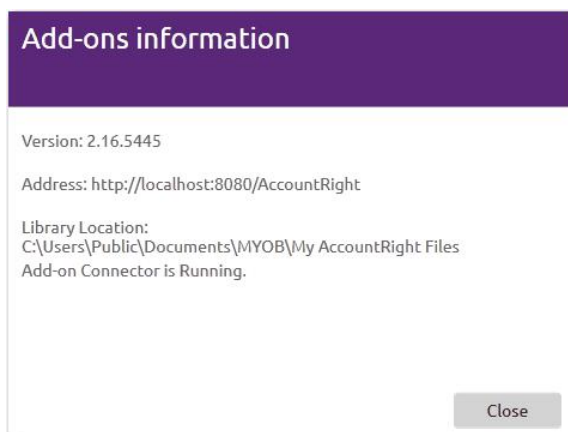 Add-ons information
Version: 2.16.5445
Address: http://localhost:8080/AccountRight
Library Location:
C:\Users\Public\Documents\MYOB\My AccountRight Files
Add-on Connector is Running.
Close